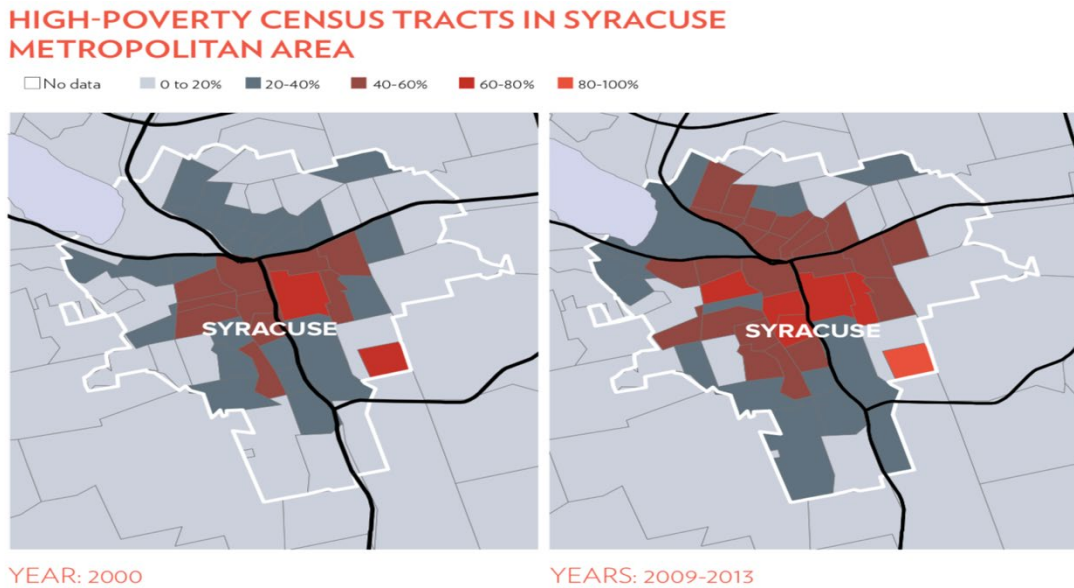 HIGH-POVERTY CENSUS TRACTS IN SYRACUSE
METROPOLITAN AREA
No data 0 to 20% 20-40% 40-60% 60-80% 80-100%
SYRACUSE SYRACUSE
YEAR: 2000 YEARS: 2009-2013